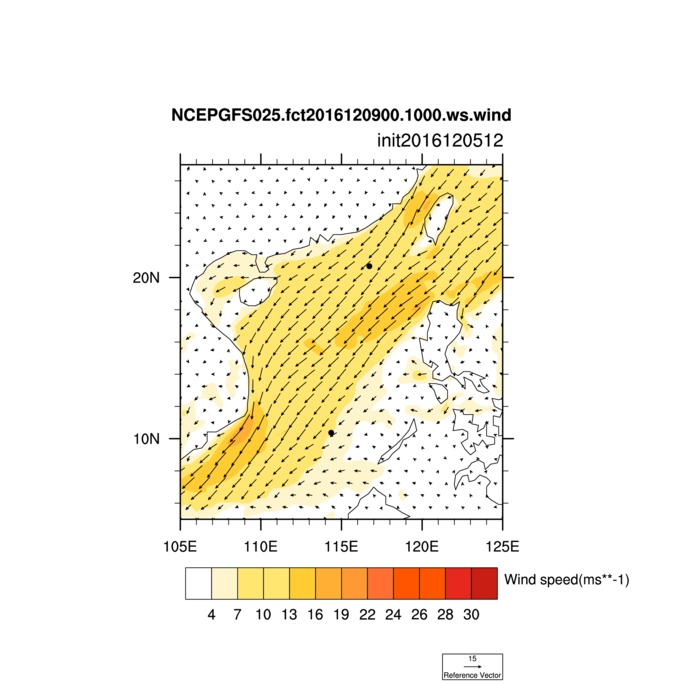 NCEPGFS025.fct2016120900.1000.ws.wind
init2016120512
20N
10N
105E 110E 115E 120E 125E
Wind speed(ms**-1)
4 7 10 13 16 19 22 24 26 28 30
15
Reference Vector